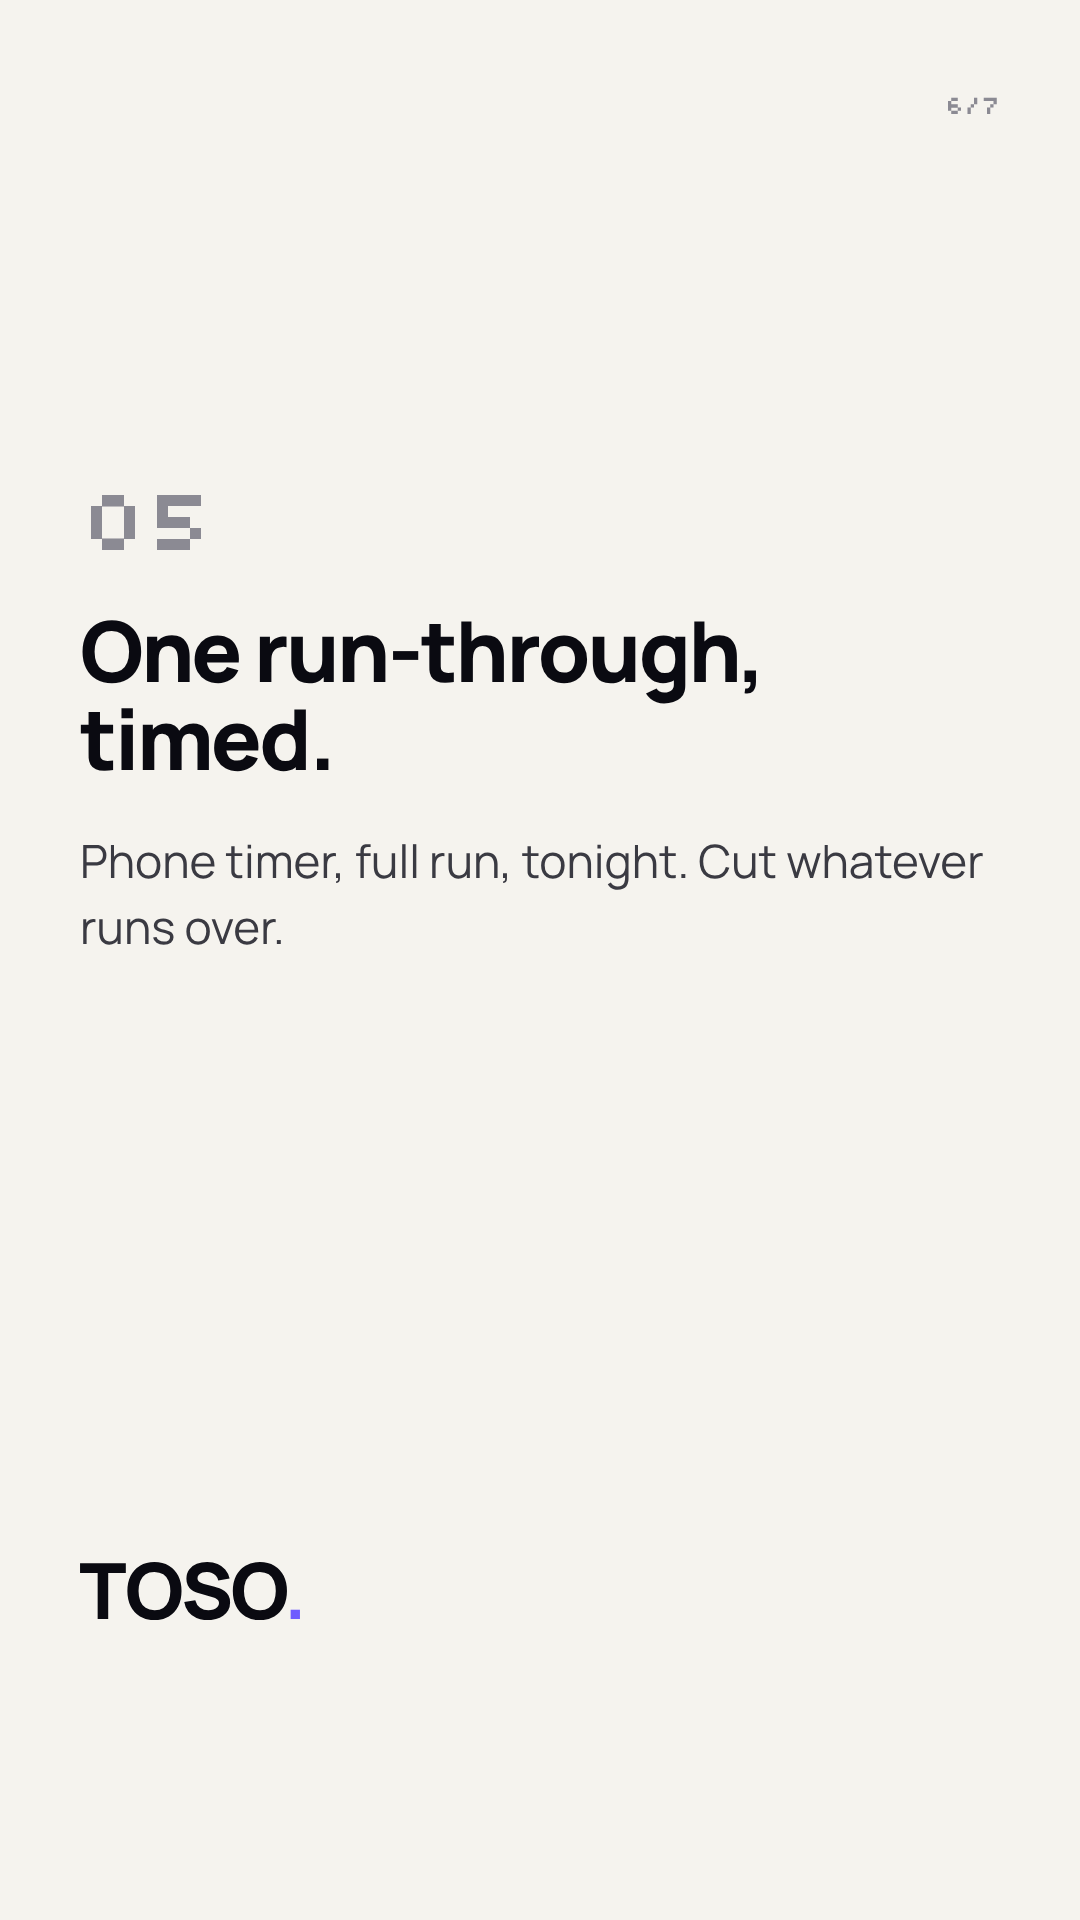 6/7
05
One run-through,
timed.
Phone timer, full run, tonight. Cut whatever
runs over.
TOSO.